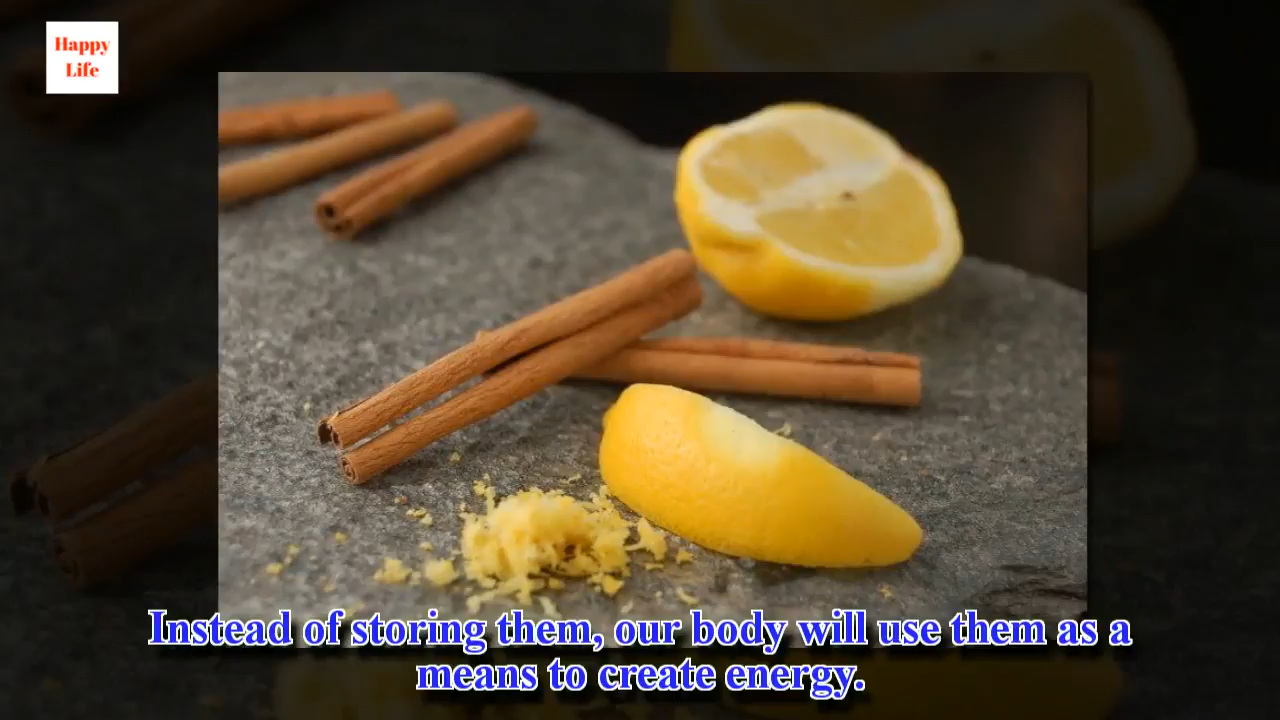 Happy
Life
Instead of storing them, our body will use them as a
means to create energy.